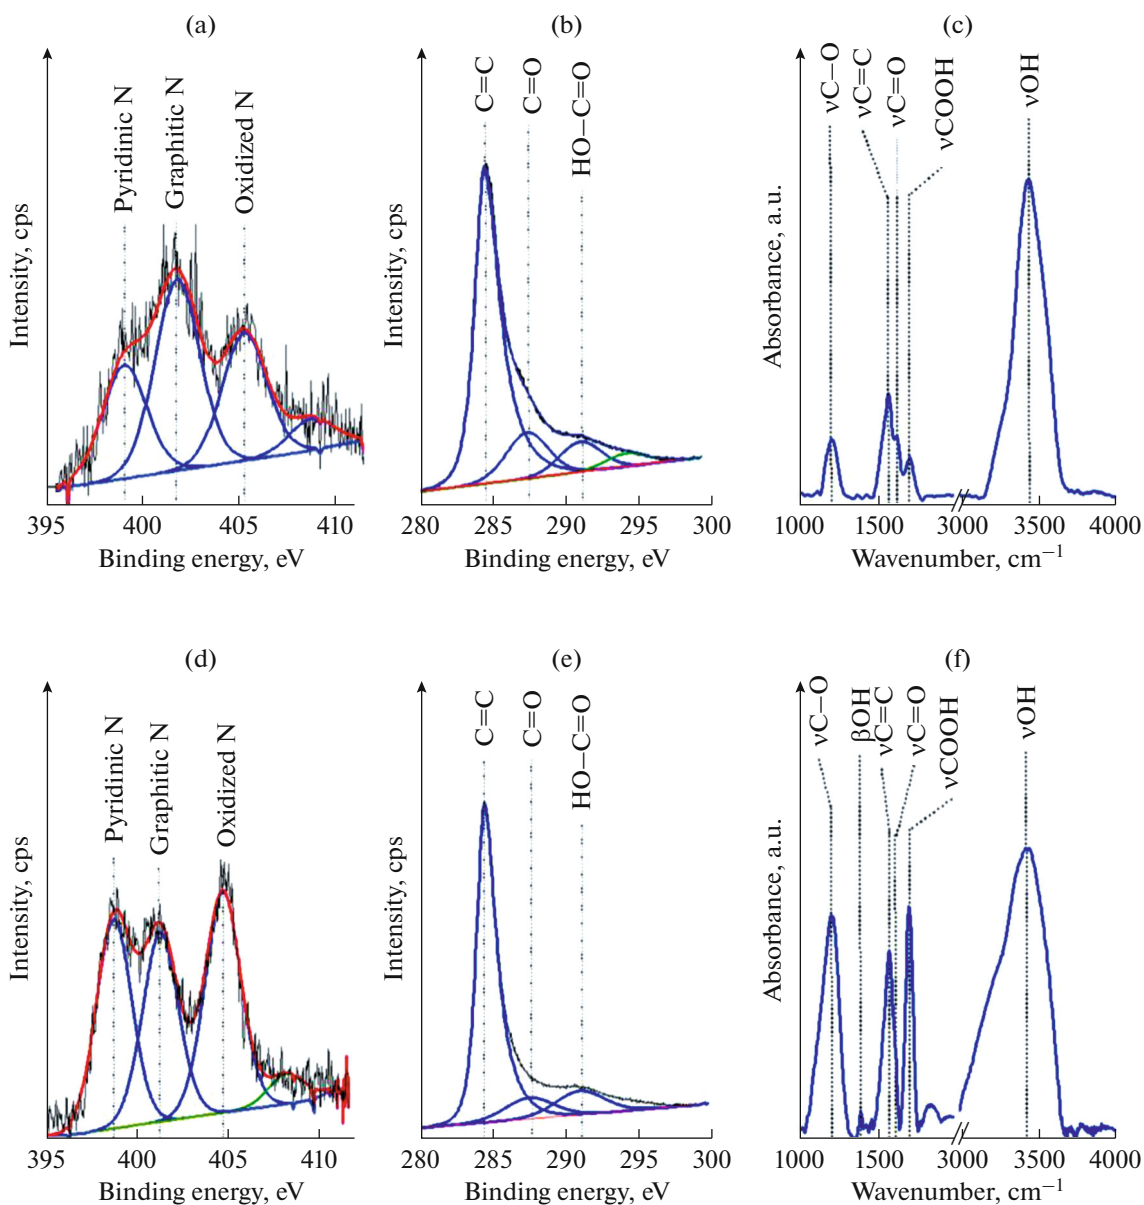 (a)
Pyridinic N
Graphitic N
Oxidized N
Intensity, cps
395 400 405 410
Binding energy, eV
(b)
C=C
C=O
HO–C=O
Intensity, cps
280 285 290 295 300
Binding energy, eV
(c)
νC–O
νC=C
νC=O
νCOOH
νOH
Absorbance, a.u.
1000 1500 3000 3500 4000
Wavenumber, cm−1
(d)
Pyridinic N
Graphitic N
Oxidized N
Intensity, cps
395 400 405 410
Binding energy, eV
(e)
C=C
C=O
HO–C=O
Intensity, cps
280 285 290 295 300
Binding energy, eV
(f)
νC–O
βOH
νC=C
νC=O
νCOOH
νOH
Absorbance, a.u.
1000 1500 3000 3500 4000
Wavenumber, cm−1